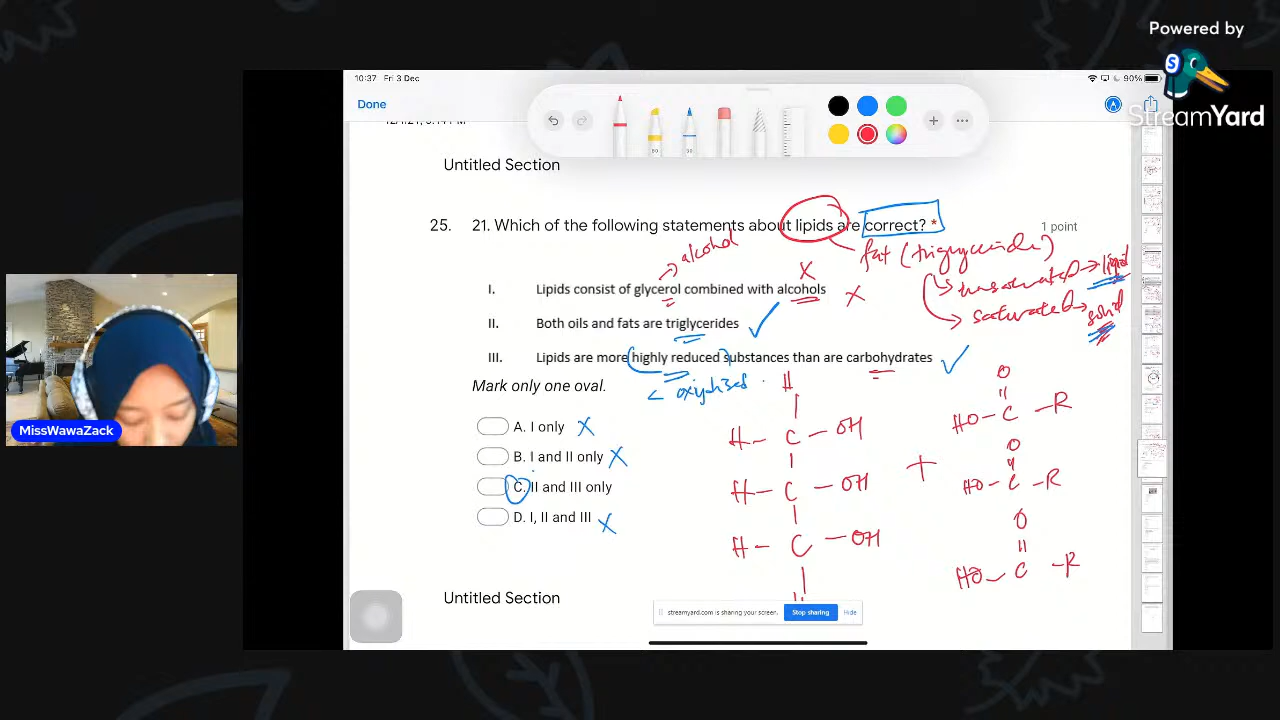 Powered by
StreamYard
10:37 Fri 3 Dec
90%
Done
Untitled Section
25. 21. Which of the following statements about lipids are correct? *
1 point
alcohol
fat (triglyceride)
unsaturated → liquid
saturated → solid
I. Lipids consist of glycerol combined with alcohols X
X
II. Both oils and fats are triglycerides ✓
III. Lipids are more highly reduced substances than are carbohydrates ✓
< oxidised
Mark only one oval.
A. I only X
B. I and II only X
C. II and III only
D. I, II and III X
H
H - C - OH
H - C - OH
H - C - OH
+
O
HO - C - R
O
HO - C - R
O
HO - C - R
Untitled Section
streamyard.com is sharing your screen.
Stop sharing
Hide
MissWawaZack